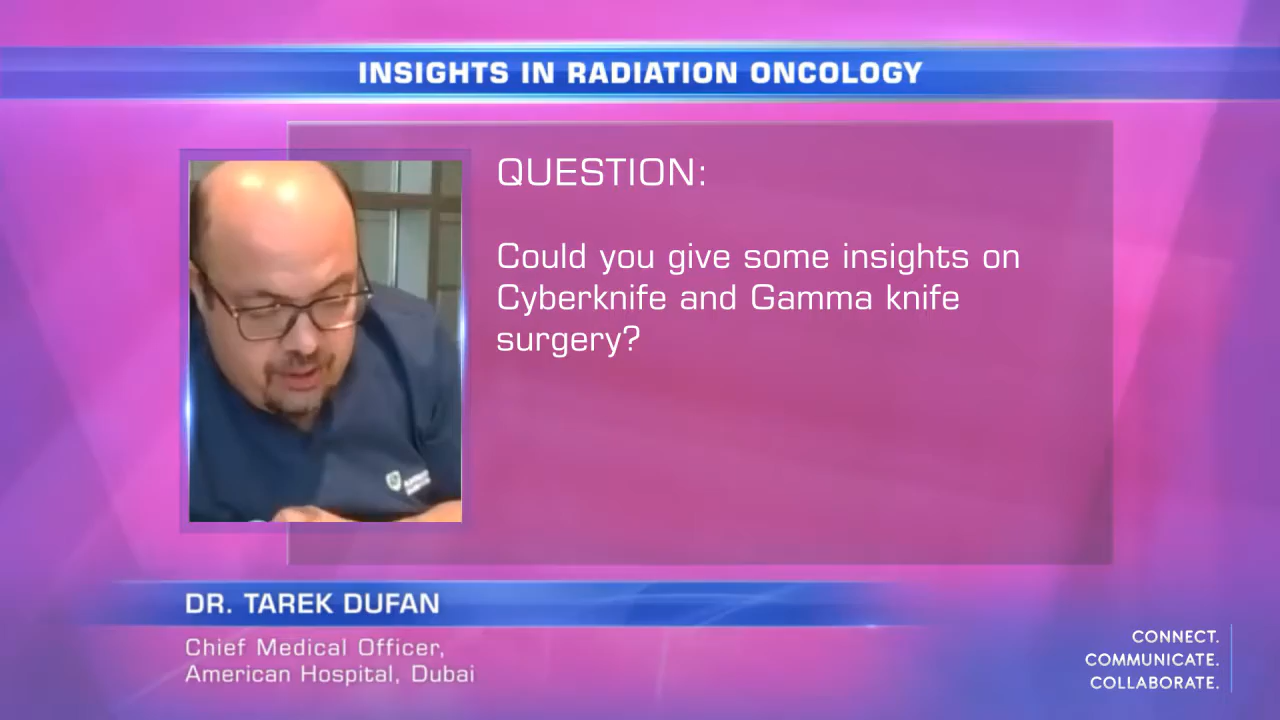 INSIGHTS IN RADIATION ONCOLOGY
QUESTION:
Could you give some insights on
Cyberknife and Gamma knife
surgery?
DR. TAREK DUFAN
Chief Medical Officer,
American Hospital, Dubai
CONNECT.
COMMUNICATE.
COLLABORATE.